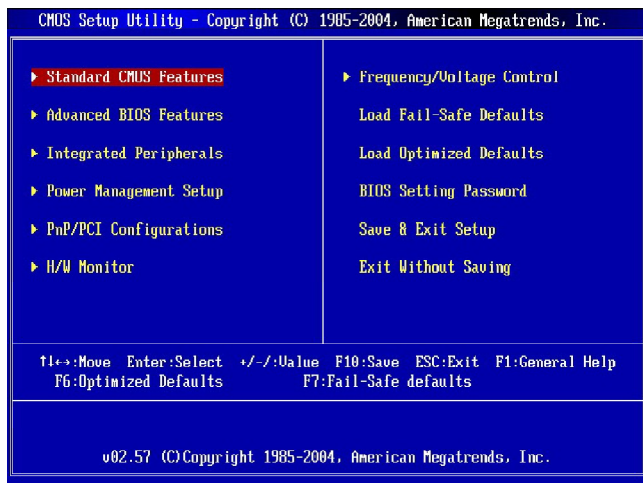 CMOS Setup Utility - Copyright (C) 1985-2004, American Megatrends, Inc.
▶ Standard CMOS Features
▶ Advanced BIOS Features
▶ Integrated Peripherals
▶ Power Management Setup
▶ PnP/PCI Configurations
▶ H/W Monitor
▶ Frequency/Voltage Control
Load Fail-Safe Defaults
Load Optimized Defaults
BIOS Setting Password
Save & Exit Setup
Exit Without Saving
↑↓↔:Move Enter:Select +/-/:Value F10:Save ESC:Exit F1:General Help
F6:Optimized Defaults F7:Fail-Safe defaults
v02.57 (C)Copyright 1985-2004, American Megatrends, Inc.